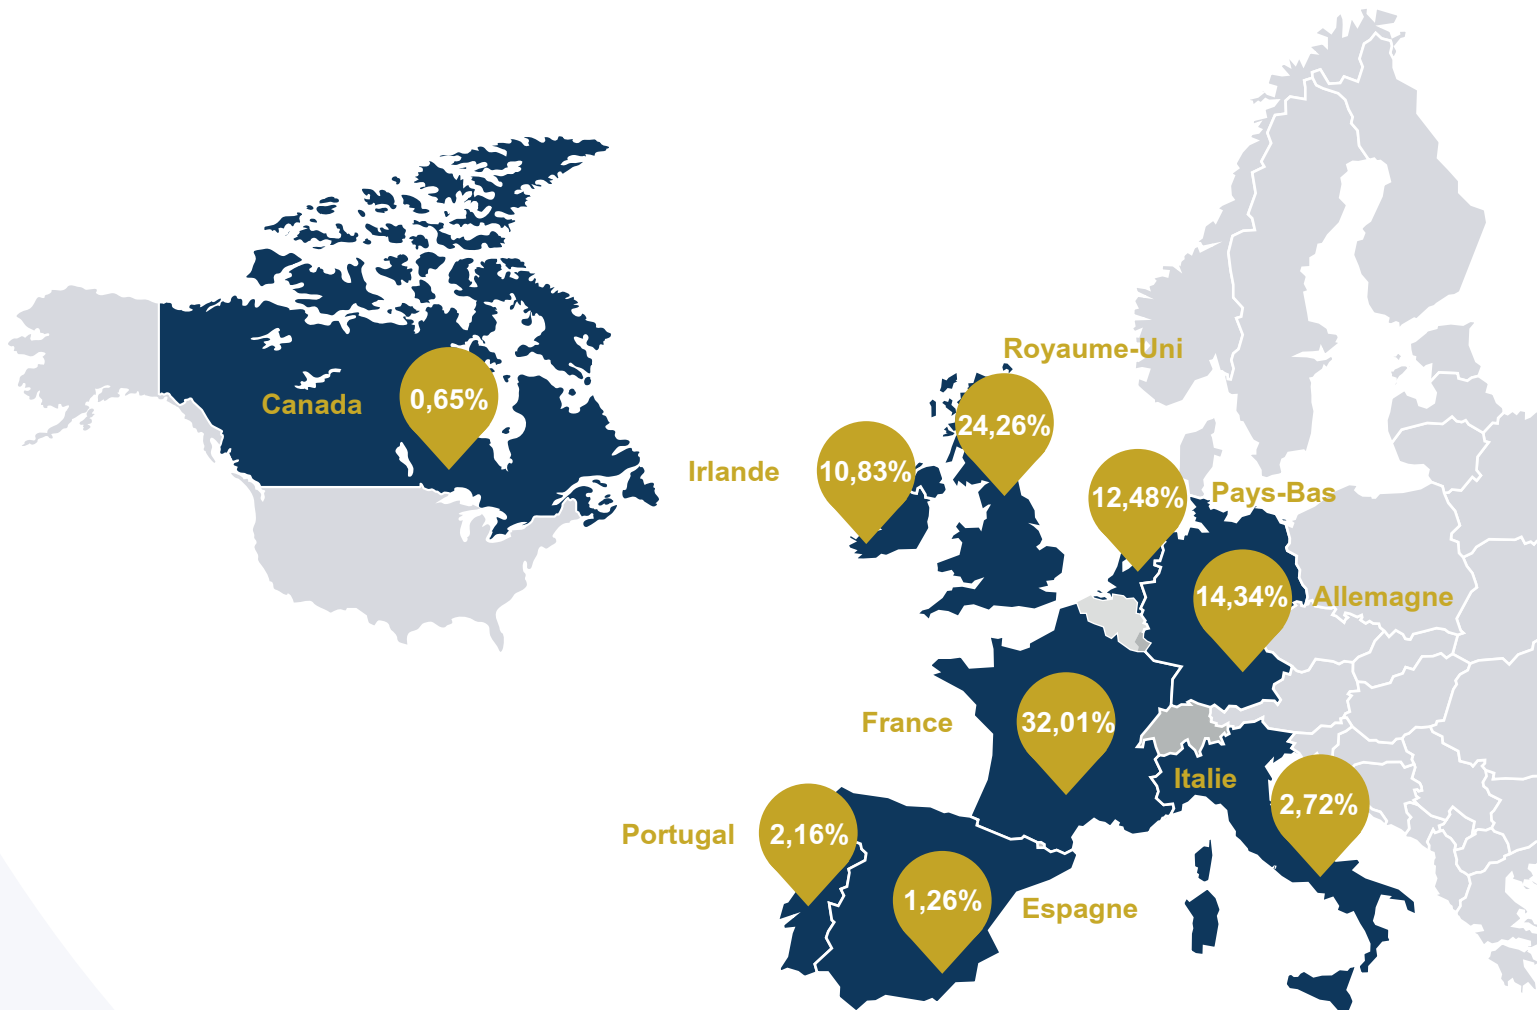 Royaume-Uni
24,26%
Canada
0,65%
Irlande
10,83%
12,48%
Pays-Bas
14,34%
Allemagne
France
32,01%
Italie
2,72%
Portugal
2,16%
1,26%
Espagne